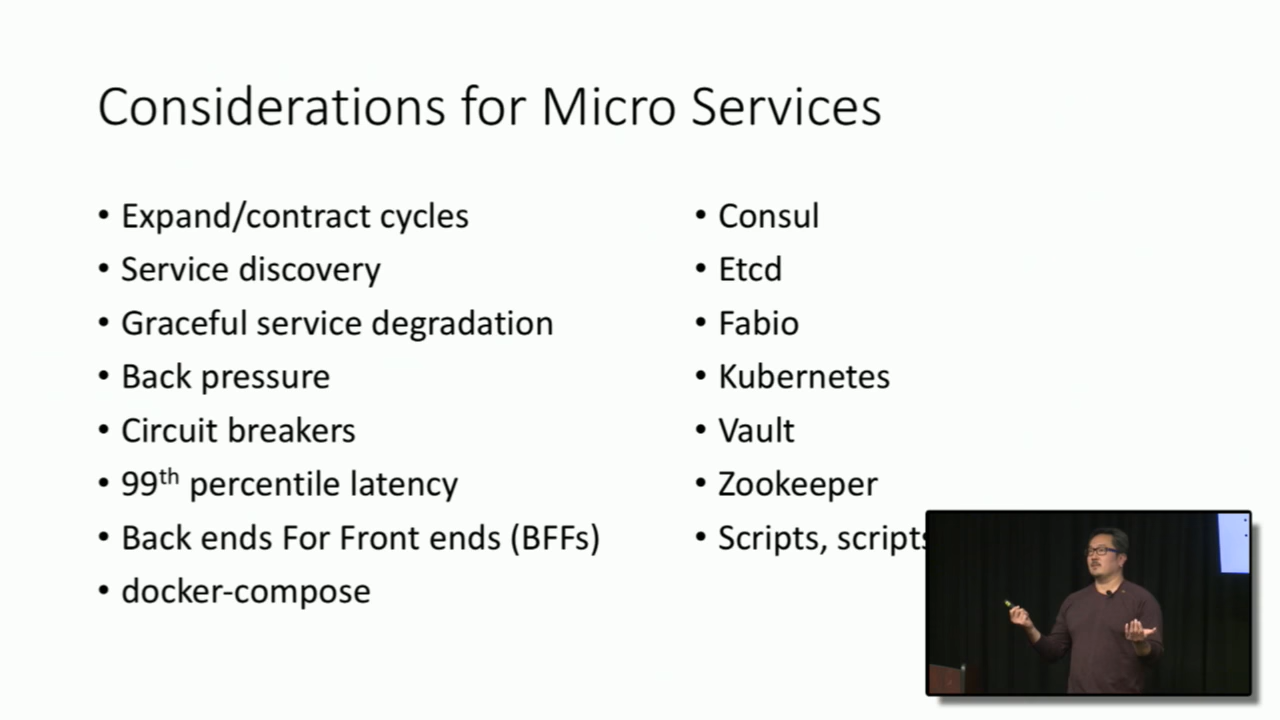 Considerations for Micro Services
• Expand/contract cycles
• Service discovery
• Graceful service degradation
• Back pressure
• Circuit breakers
• 99th percentile latency
• Back ends For Front ends (BFFs)
• docker-compose
• Consul
• Etcd
• Fabio
• Kubernetes
• Vault
• Zookeeper
• Scripts, scripts